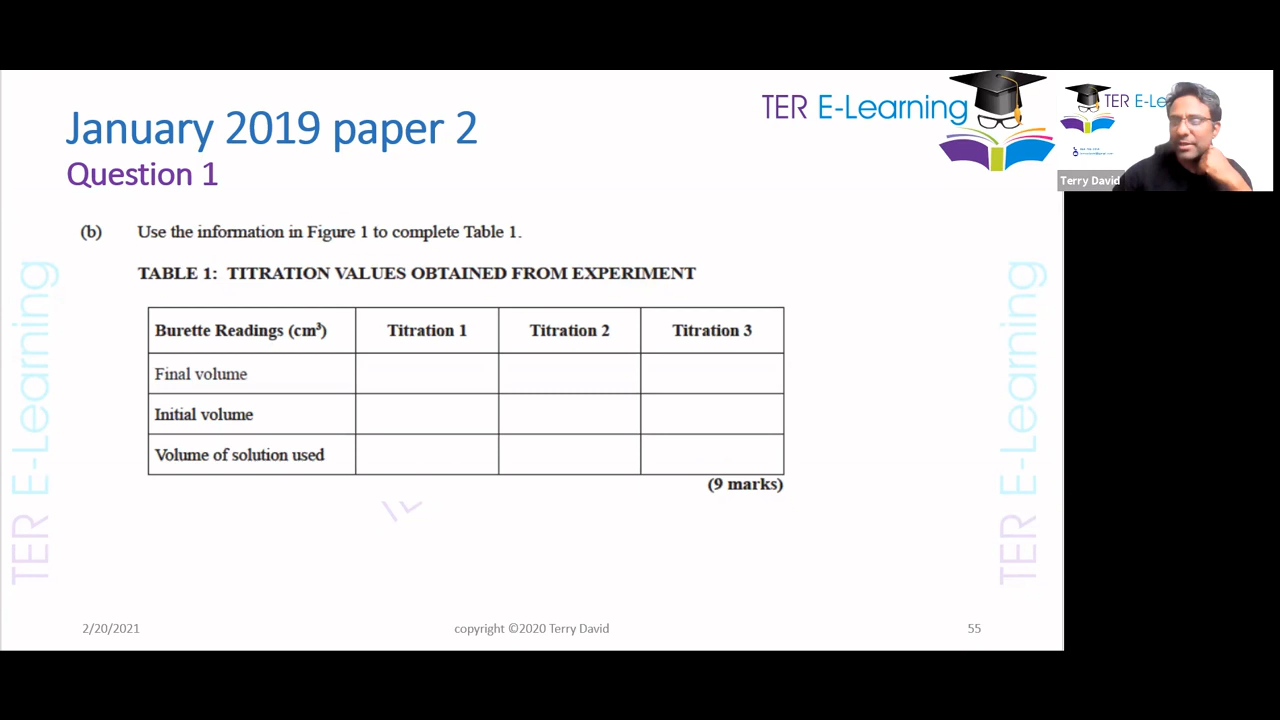 January 2019 paper 2
Question 1
TER E-Learning
TER E-Le
Terry David
(b) Use the information in Figure 1 to complete Table 1.
TABLE 1: TITRATION VALUES OBTAINED FROM EXPERIMENT
Burette Readings (cm³) Titration 1 Titration 2 Titration 3
Final volume
Initial volume
Volume of solution used
(9 marks)
TER E-Learning
TER E-Learning
2/20/2021 copyright ©2020 Terry David 55